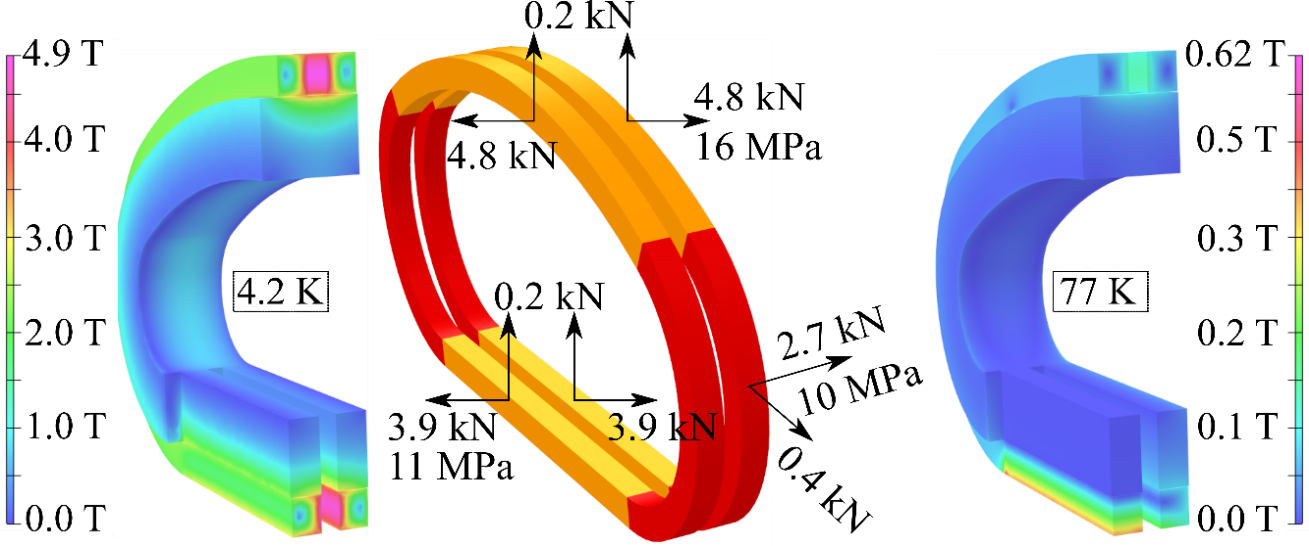 4.9 T
4.0 T
3.0 T
2.0 T
1.0 T
0.0 T
4.2 K
0.2 kN
4.8 kN
4.8 kN
16 MPa
0.2 kN
3.9 kN
11 MPa
3.9 kN
2.7 kN
10 MPa
0.4 kN
77 K
0.62 T
0.5 T
0.3 T
0.2 T
0.1 T
0.0 T